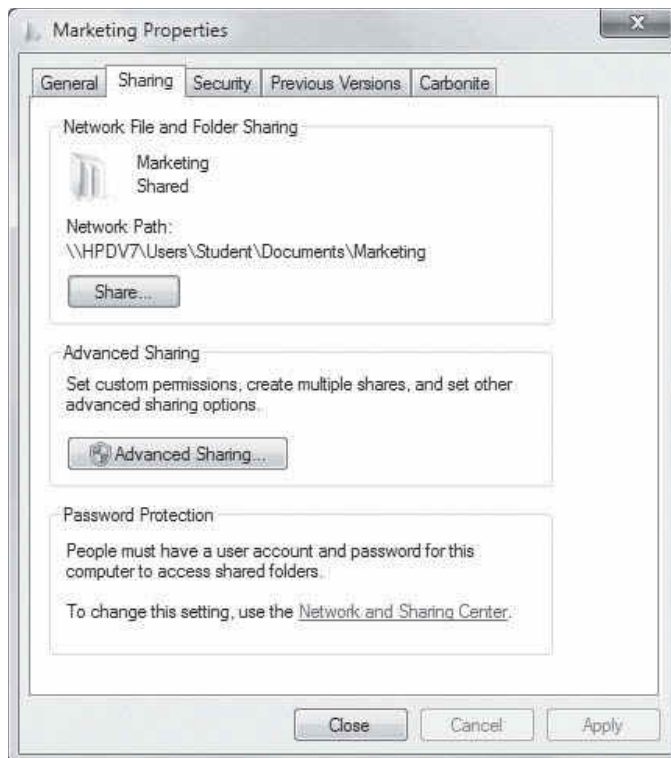 Marketing Properties
X
General Sharing Security Previous Versions Carbonite
Network File and Folder Sharing
Marketing
Shared
Network Path:
\\HPDV7\Users\Student\Documents\Marketing
Share...
Advanced Sharing
Set custom permissions, create multiple shares, and set other
advanced sharing options.
Advanced Sharing...
Password Protection
People must have a user account and password for this
computer to access shared folders.
To change this setting, use the Network and Sharing Center.
Close Cancel Apply